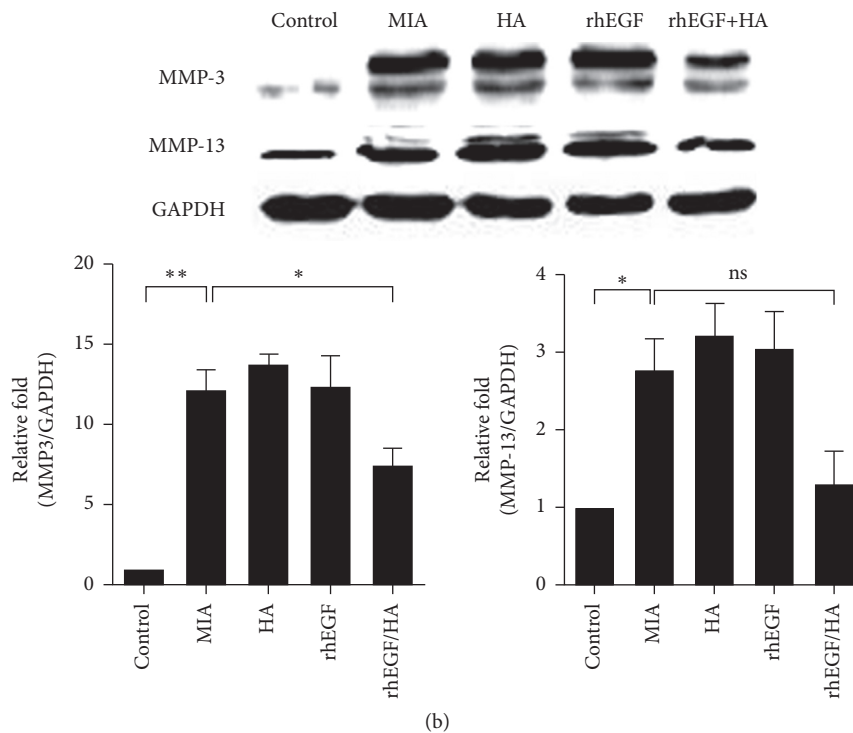 Control MIA HA rhEGF rhEGF+HA
MMP-3
MMP-13
GAPDH
Relative fold
(MMP3/GAPDH)
20
15
10
5
0
** *
Control
MIA
HA
rhEGF
rhEGF/HA
Relative fold
(MMP-13/GAPDH)
4
3
2
1
0
* ns
Control
MIA
HA
rhEGF
rhEGF/HA
(b)